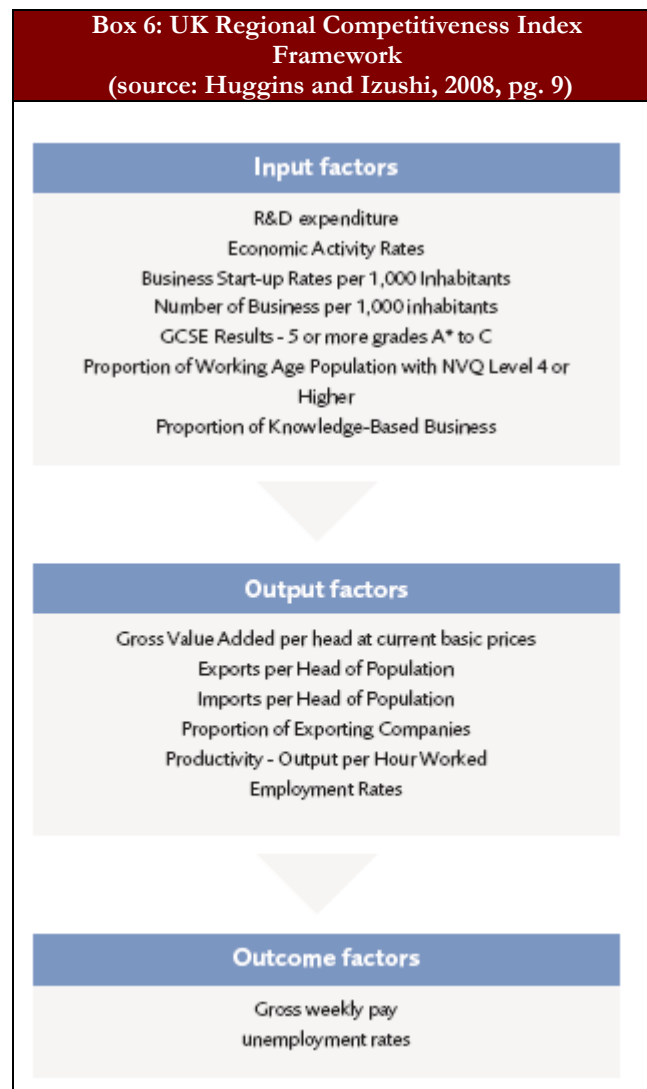 Box 6: UK Regional Competitiveness Index
Framework
(source: Huggins and Izushi, 2008, pg. 9)
Input factors
R&D expenditure
Economic Activity Rates
Business Start-up Rates per 1,000 Inhabitants
Number of Business per 1,000 inhabitants
GCSE Results - 5 or more grades A* to C
Proportion of Working Age Population with NVQ Level 4 or
Higher
Proportion of Knowledge-Based Business
Output factors
Gross Value Added per head at current basic prices
Exports per Head of Population
Imports per Head of Population
Proportion of Exporting Companies
Productivity - Output per Hour Worked
Employment Rates
Outcome factors
Gross weekly pay
unemployment rates